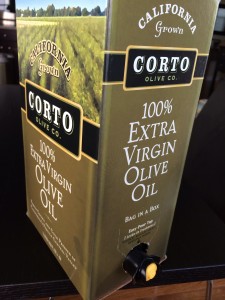 CALIFORNIA
Grown
CORTO
OLIVE CO.
100%
EXTRA VIRGIN
OLIVE
OIL
CALIFORNIA
Grown
CORTO
OLIVE CO.
100%
EXTRA
VIRGIN
OLIVE
OIL
BAG IN A BOX